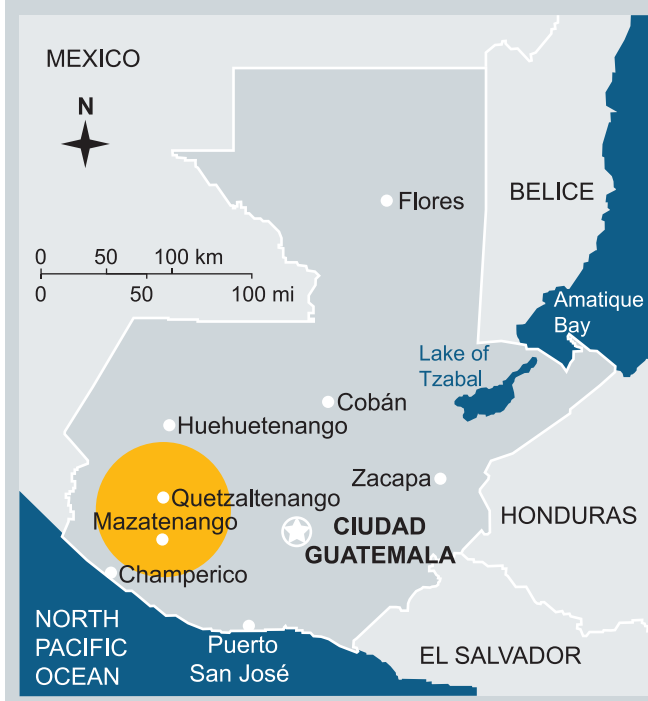 MEXICO
N
Flores
BELICE
0 50 100 km
0 50 100 mi
Amatique
Bay
Lake of
Tzabal
Cobán
Huehuetenango
Zacapa
Quetzaltenango
Mazatenango
CIUDAD
GUATEMALA
HONDURAS
Champerico
NORTH
PACIFIC
OCEAN
Puerto
San José
EL SALVADOR